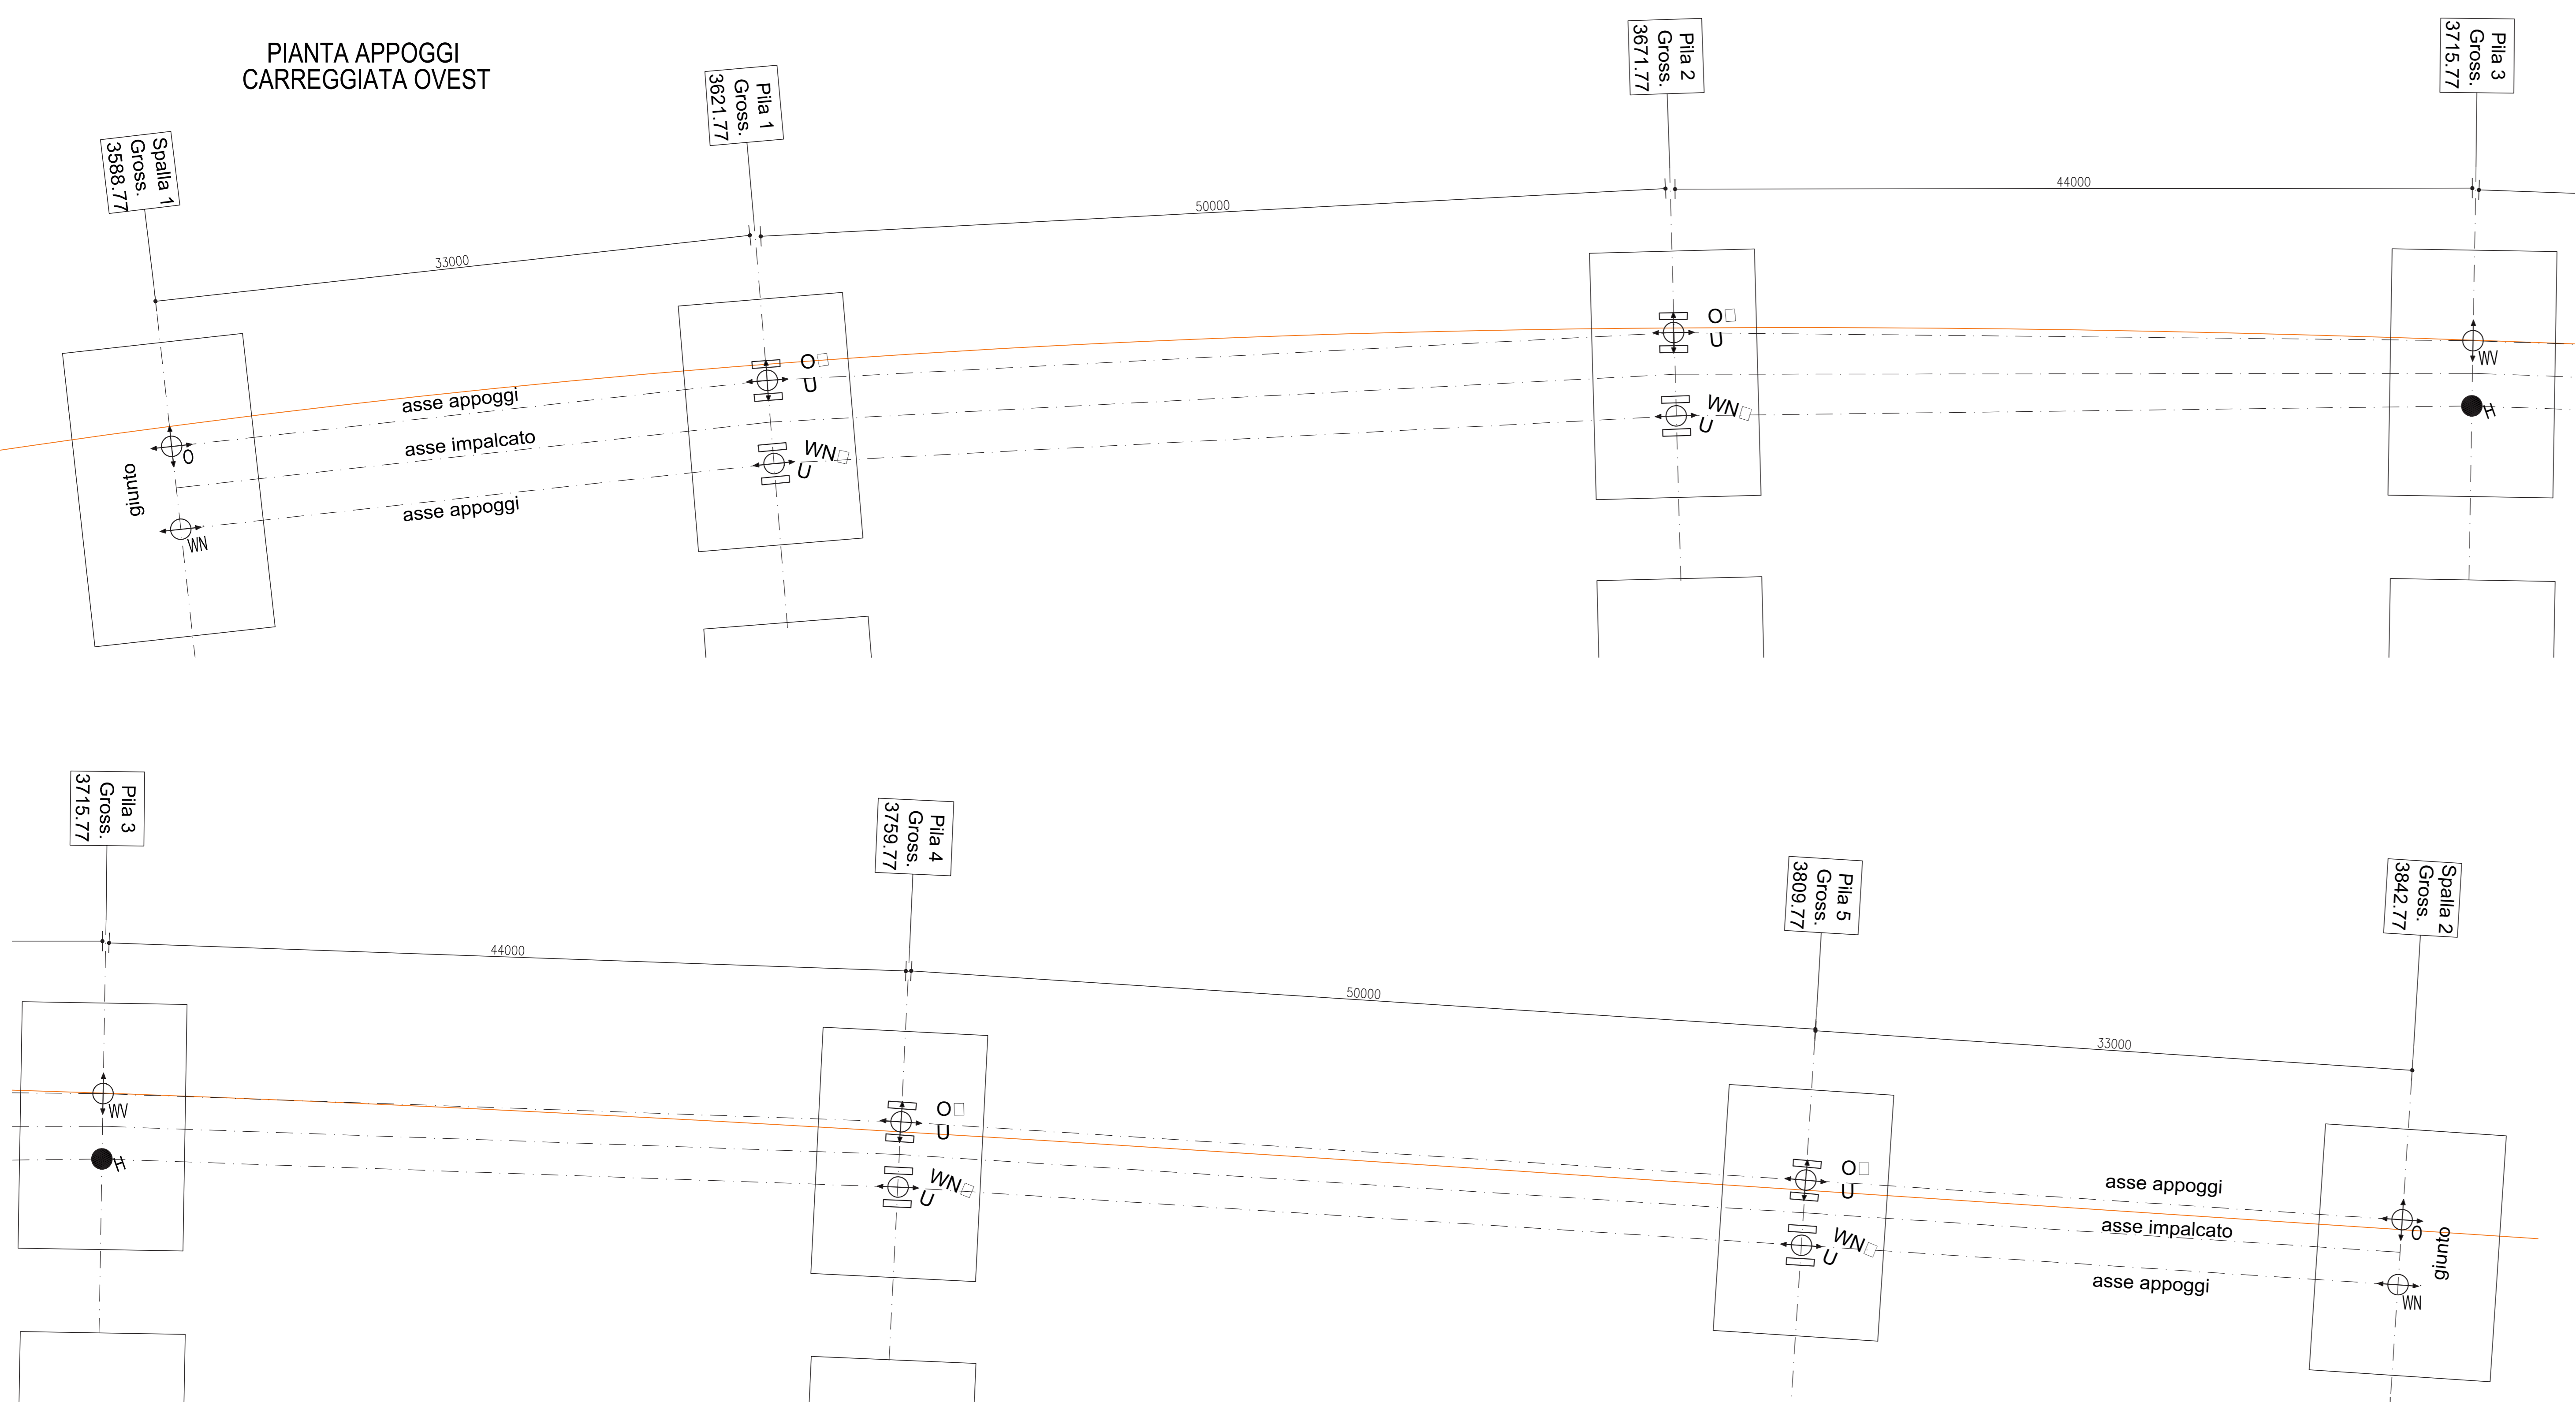 PIANTA APPOGGI
CARREGGIATA OVEST
Spalla 1
Gross.
3588.77
Pila 1
Gross.
3621.77
Pila 2
Gross.
3671.77
Pila 3
Gross.
3715.77
33000
50000
44000
asse appoggi
asse impalcato
asse appoggi
giunto
O
WN
O□
U
WN□
U
O□
U
WN□
U
WV
H
Pila 3
Gross.
3715.77
Pila 4
Gross.
3759.77
Pila 5
Gross.
3809.77
Spalla 2
Gross.
3842.77
44000
50000
33000
WV
H
O□
U
WN□
U
O□
U
WN□
U
asse appoggi
asse impalcato
asse appoggi
O
WN
giunto